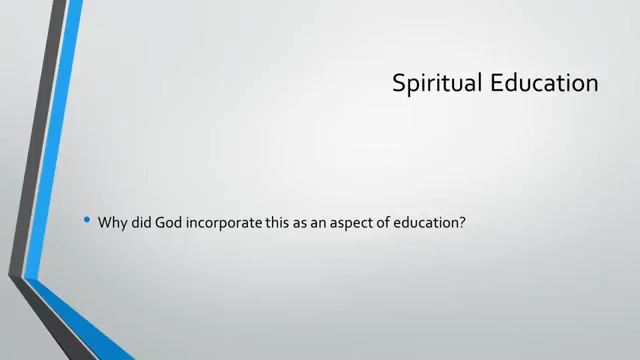 Spiritual Education
• Why did God incorporate this as an aspect of education?